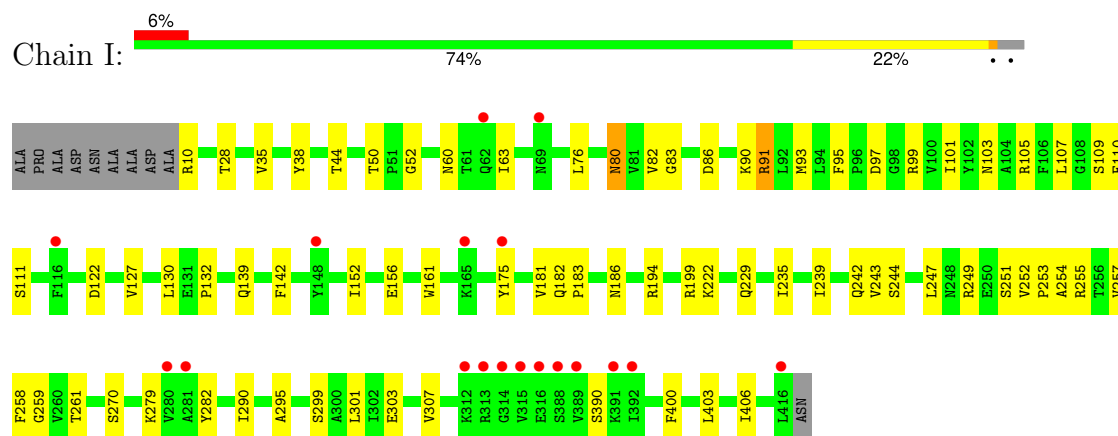 6%
Chain I:
74% 22% • •
ALA PRO ALA ASP ASN ALA ALA ASP ALA R10 T28 V35 Y38 T44 T50 P51 G52 N60 T61 Q62 I63 N69 L76 N80 V81 V82 G83 D86 K90 R91 L92 M93 L94 F95 P96 D97 G98 R99 V100 I101 Y102 N103 A104 R105 F106 L107 G108 S109
S111 F116 D122 V127 L130 E131 P132 Q139 F142 Y148 I152 E156 W161 K165 Y175 V181 Q182 P183 N186 R194 R199 K222 Q229 I235 I239 Q242 V243 S244 L247 N248 R249 E250 S251 V252 P253 A254 R255 T256
F258 G259 V260 T261 S270 K279 V280 A281 Y282 I290 A295 S299 A300 L301 I302 E303 V307 K312 R313 G314 V315 E316 S388 V389 S390 K391 I392 F400 L403 I406 L416 ASN